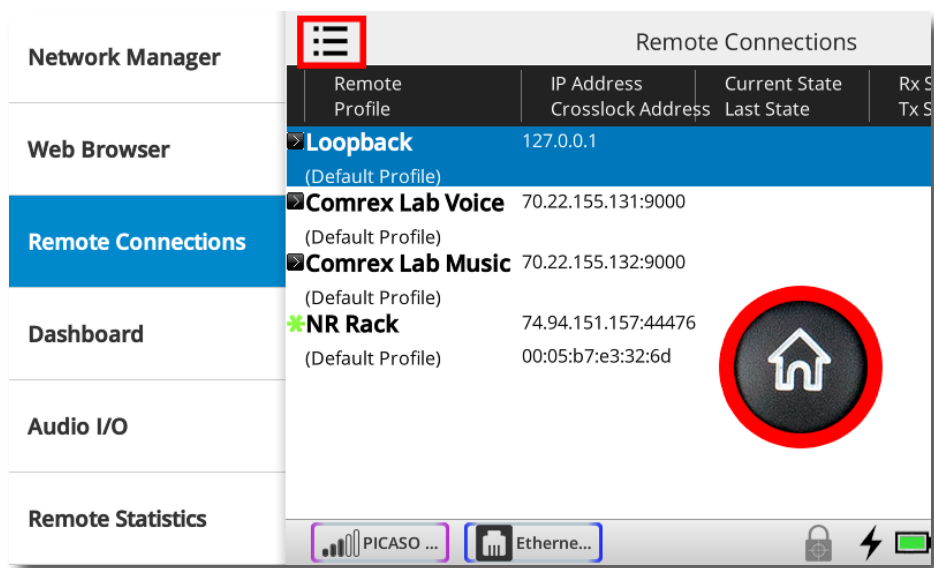 Network Manager
Web Browser
Remote Connections
Dashboard
Audio I/O
Remote Statistics
Remote Connections
Remote IP Address Current State Rx S
Profile Crosslock Address Last State Tx S
Loopback 127.0.0.1
(Default Profile)
Comrex Lab Voice 70.22.155.131:9000
(Default Profile)
Comrex Lab Music 70.22.155.132:9000
(Default Profile)
NR Rack 74.94.151.157:44476
(Default Profile) 00:05:b7:e3:32:6d
PICASO ... Etherne...